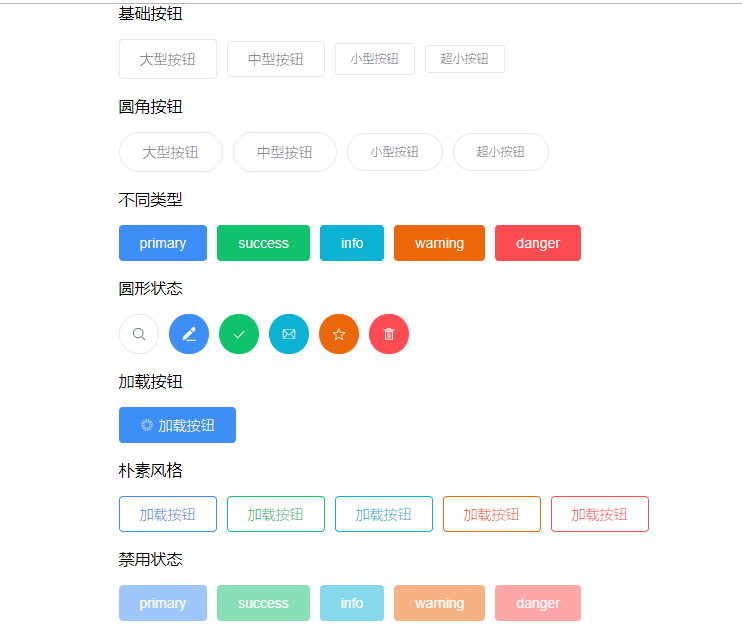 基础按钮
大型按钮 中型按钮 小型按钮 超小按钮
圆角按钮
大型按钮 中型按钮 小型按钮 超小按钮
不同类型
primary success info warning danger
圆形状态
加载按钮
加载按钮
朴素风格
加载按钮 加载按钮 加载按钮 加载按钮 加载按钮
禁用状态
primary success info warning danger